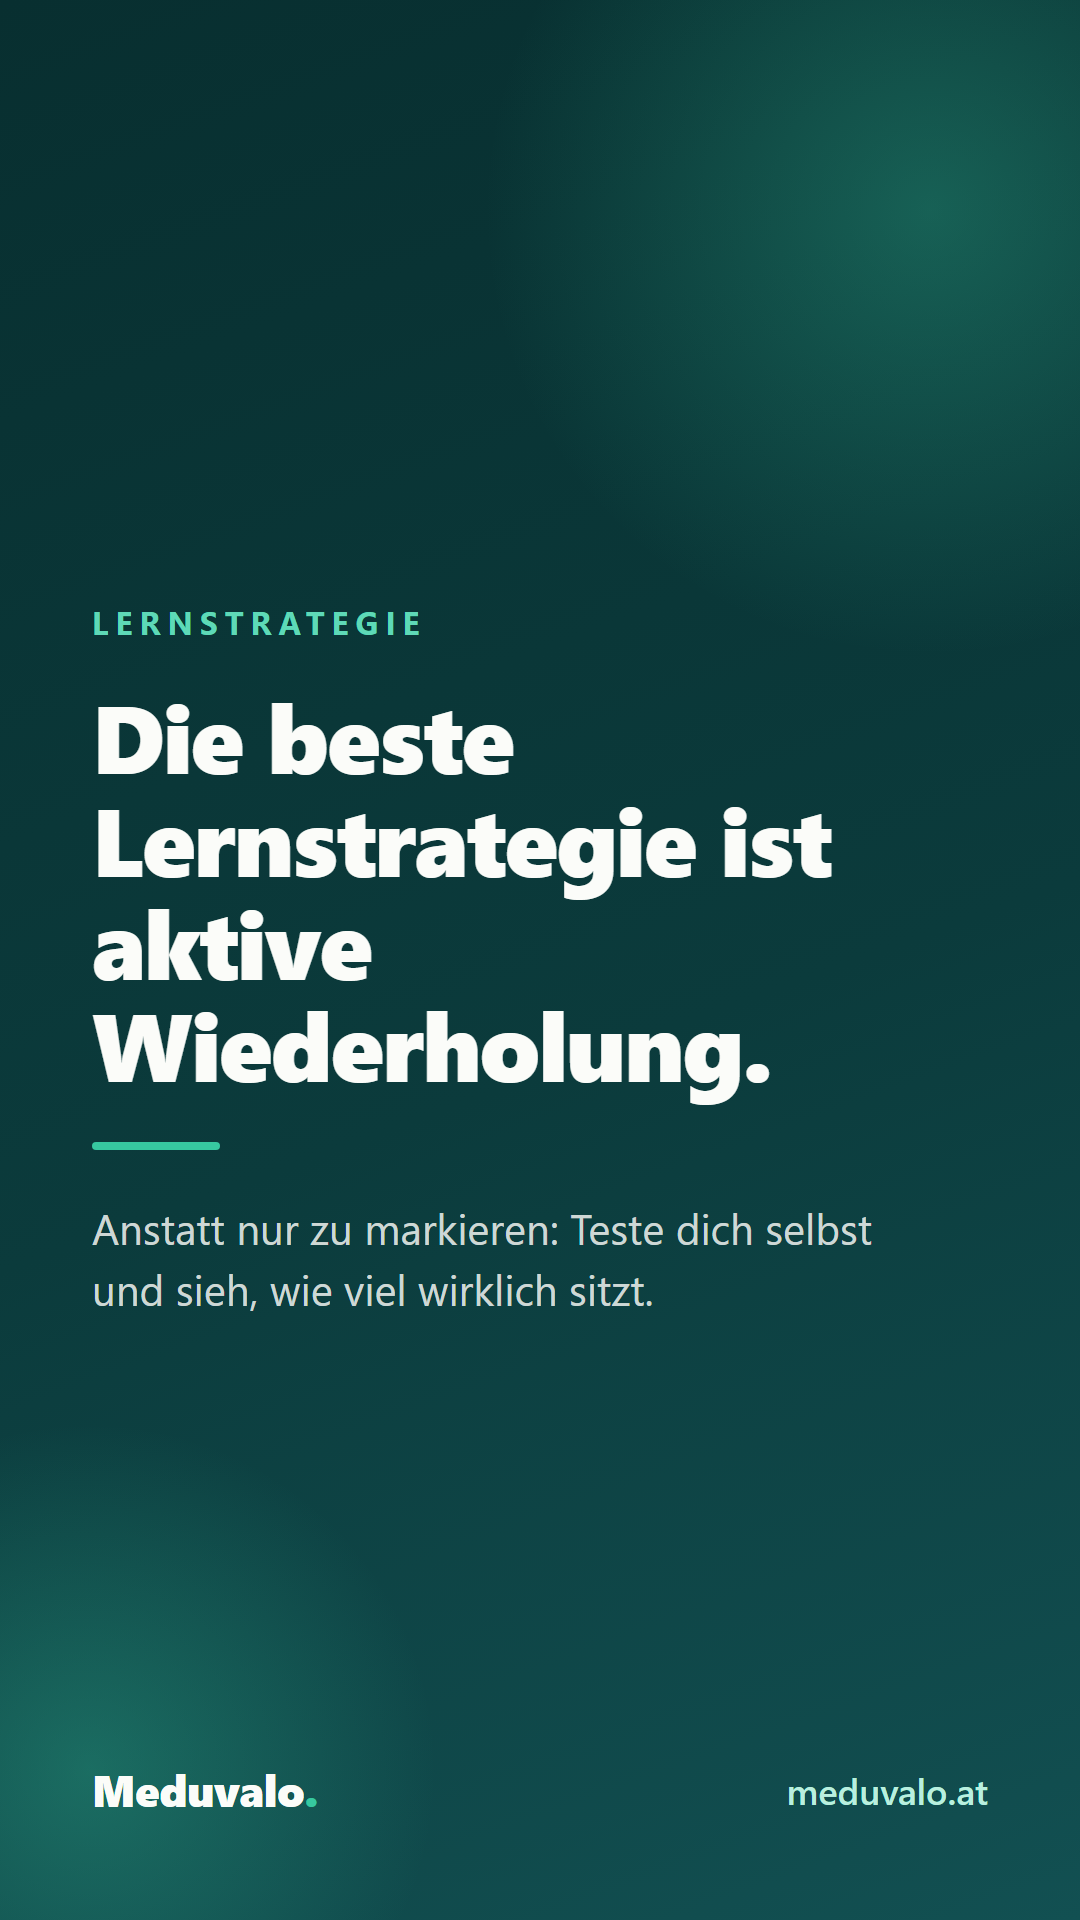 LERNSTRATEGIE
Die beste
Lernstrategie ist
aktive
Wiederholung.
Anstatt nur zu markieren: Teste dich selbst
und sieh, wie viel wirklich sitzt.
Meduvalo.
meduvalo.at